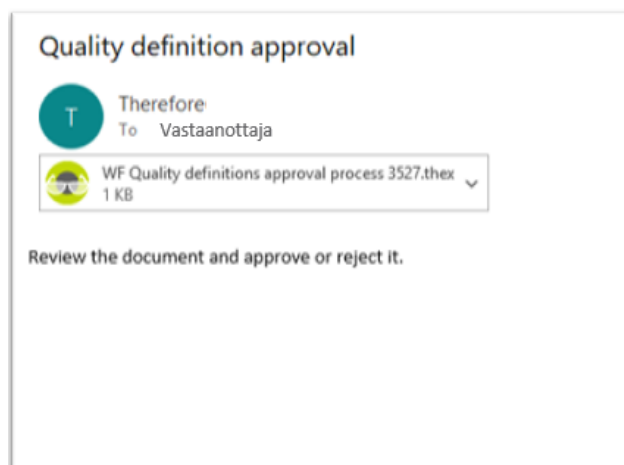 Quality definition approval
T
Therefore
To Vastaanottaja
WF Quality definitions approval process 3527.thex
1 KB
Review the document and approve or reject it.